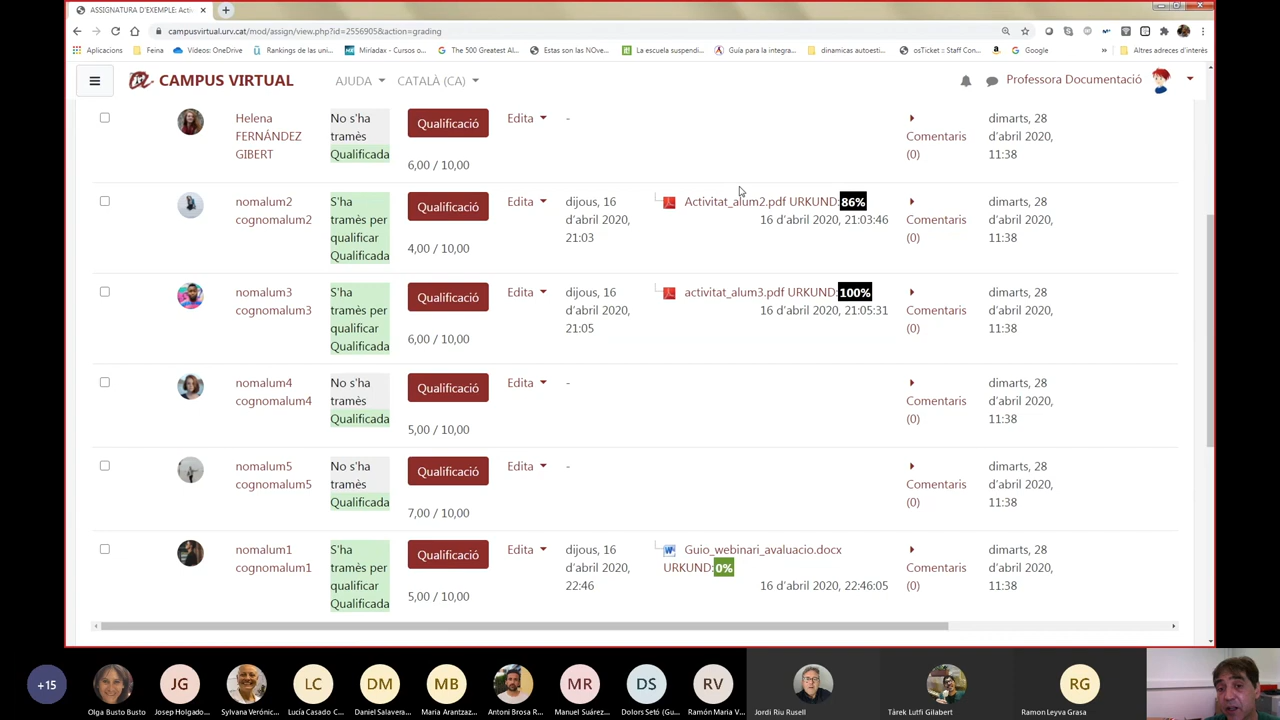 ASSIGNATURA D'EXEMPLE: Activ
campusvirtual.urv.cat/mod/assign/view.php?id=2556905&action=grading
Aplicacions Feina Vídeos: OneDrive Rankings de las uni... Miríadax - Cursos o... The 500 Greatest Al... Estas son las NOve... La escuela suspendi... Guía para la integra... dinamicas autoesti... osTicket :: Staff Con... Google » Altres adreces d'interès
CAMPUS VIRTUAL AJUDA CATALÀ (CA) Professora Documentació
Helena
FERNÁNDEZ
GIBERT
No s'ha
tramès
Qualificada
Qualificació
6,00 / 10,00
Edita
-
Comentaris
(0)
dimarts, 28
d'abril 2020,
11:38
nomalum2
cognomalum2
S'ha
tramès per
qualificar
Qualificada
Qualificació
4,00 / 10,00
Edita
dijous, 16
d'abril 2020,
21:03
Activitat_alum2.pdf URKUND: 86%
16 d'abril 2020, 21:03:46
Comentaris
(0)
dimarts, 28
d'abril 2020,
11:38
nomalum3
cognomalum3
S'ha
tramès per
qualificar
Qualificada
Qualificació
6,00 / 10,00
Edita
dijous, 16
d'abril 2020,
21:05
activitat_alum3.pdf URKUND: 100%
16 d'abril 2020, 21:05:31
Comentaris
(0)
dimarts, 28
d'abril 2020,
11:38
nomalum4
cognomalum4
No s'ha
tramès
Qualificada
Qualificació
5,00 / 10,00
Edita
-
Comentaris
(0)
dimarts, 28
d'abril 2020,
11:38
nomalum5
cognomalum5
No s'ha
tramès
Qualificada
Qualificació
7,00 / 10,00
Edita
-
Comentaris
(0)
dimarts, 28
d'abril 2020,
11:38
nomalum1
cognomalum1
S'ha
tramès per
qualificar
Qualificada
Qualificació
5,00 / 10,00
Edita
dijous, 16
d'abril 2020,
22:46
Guio_webinari_avaluacio.docx
URKUND: 0%
16 d'abril 2020, 22:46:05
Comentaris
(0)
dimarts, 28
d'abril 2020,
11:38
+15 JG LC DM MB MR DS RV RG
Olga Busto Busto Josep Holgado... Sylvana Verónic... Lucía Casado C... Daniel Salavera... Maria Arantzaz... Antoni Brosa R... Manuel Suárez... Dolors Setó (Gu... Ramón Maria V... Jordi Riu Rusell Tárek Lutfi Gilabert Ramon Leyva Grasa